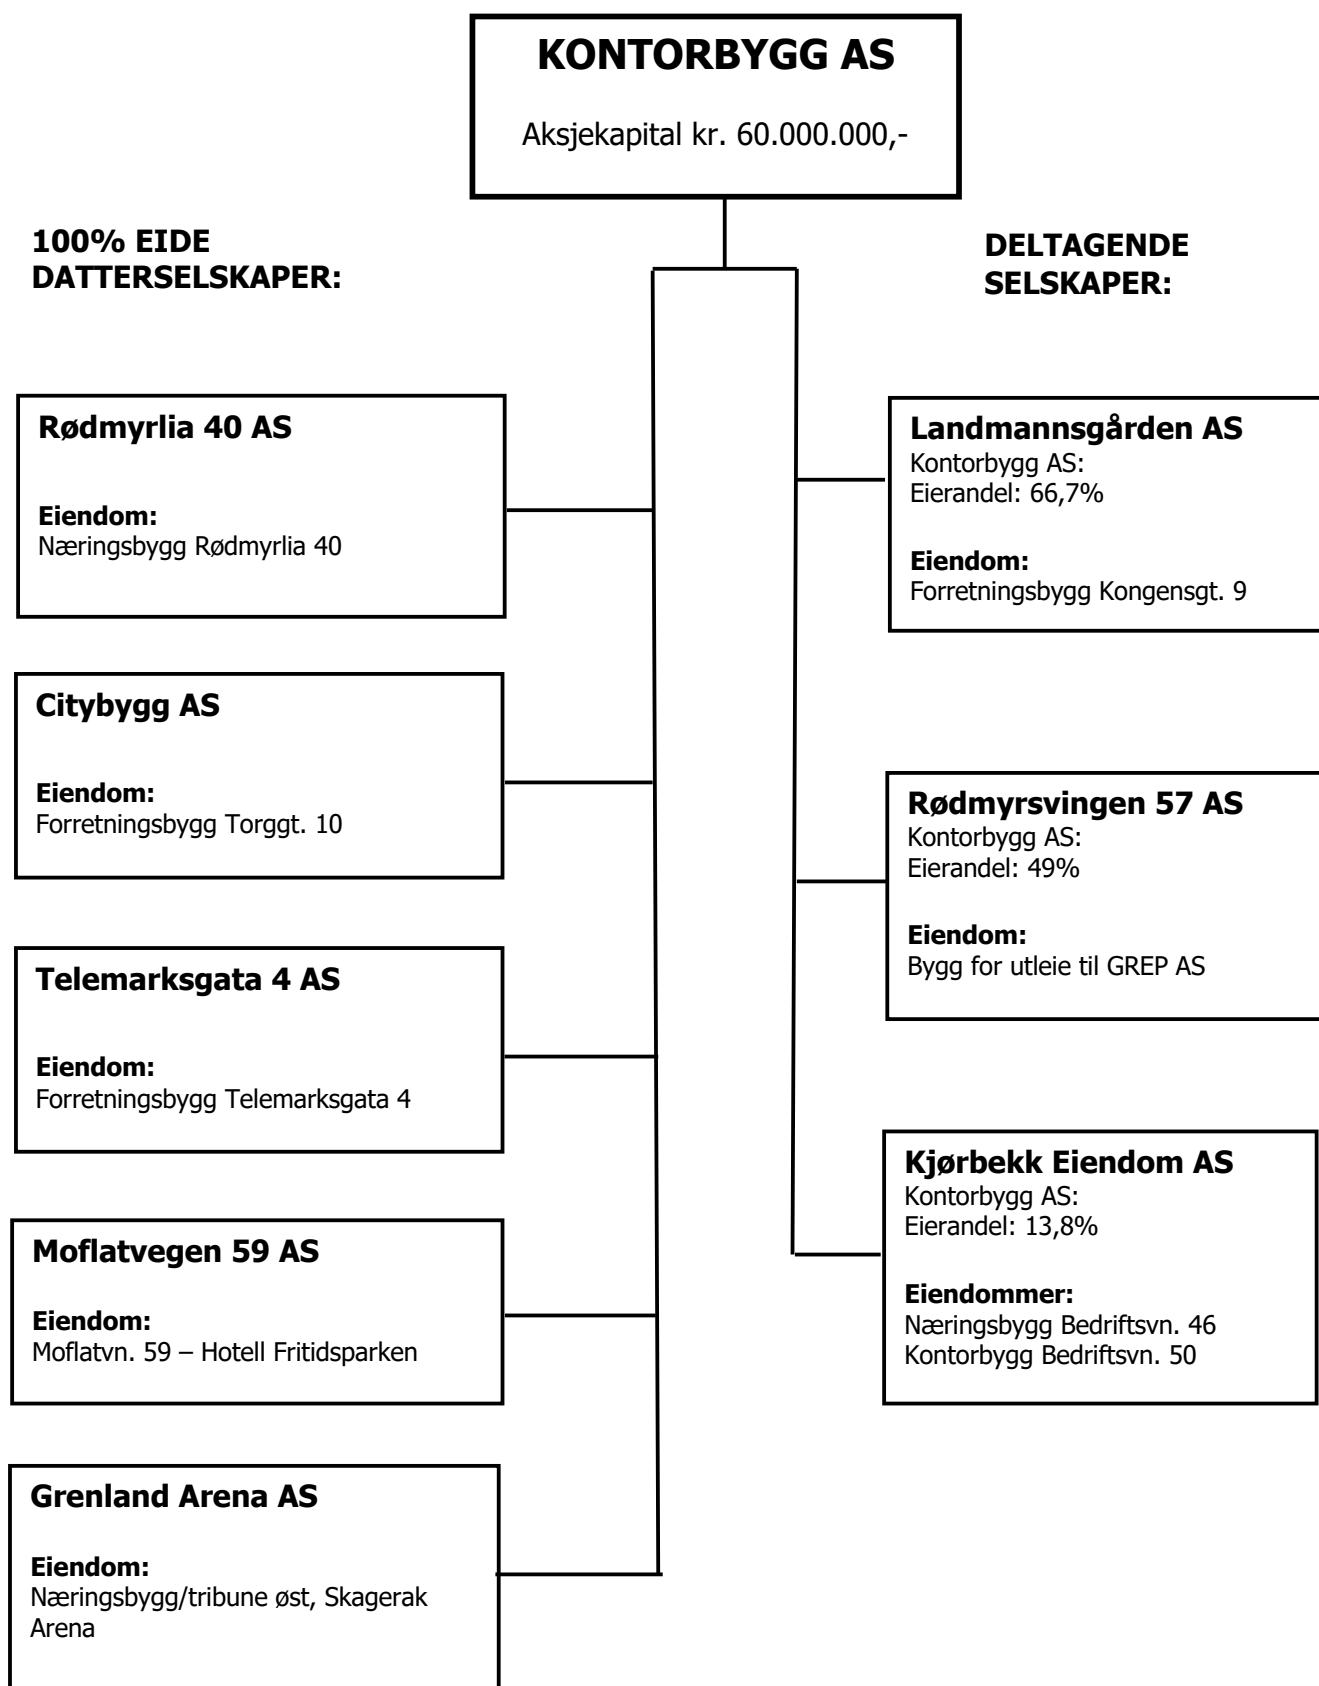 KONTORBYGG AS
Aksjekapital kr. 60.000.000,-
100% EIDE
DATTERSELSKAPER:
Rødmyrlia 40 AS
Eiendom:
Næringsbygg Rødmyrlia 40
Citybygg AS
Eiendom:
Forretningsbygg Torggt. 10
Telemarksgata 4 AS
Eiendom:
Forretningsbygg Telemarksgata 4
Moflatvegen 59 AS
Eiendom:
Moflatvn. 59 – Hotell Fritidsparken
Grenland Arena AS
Eiendom:
Næringsbygg/tribune øst, Skagerak
Arena
DELTAGENDE
SELSKAPER:
Landmannsgården AS
Kontorbygg AS:
Eierandel: 66,7%
Eiendom:
Forretningsbygg Kongensgt. 9
Rødmyrsvingen 57 AS
Kontorbygg AS:
Eierandel: 49%
Eiendom:
Bygg for utleie til GREP AS
Kjørbekk Eiendom AS
Kontorbygg AS:
Eierandel: 13,8%
Eiendommer:
Næringsbygg Bedriftsvn. 46
Kontorbygg Bedriftsvn. 50